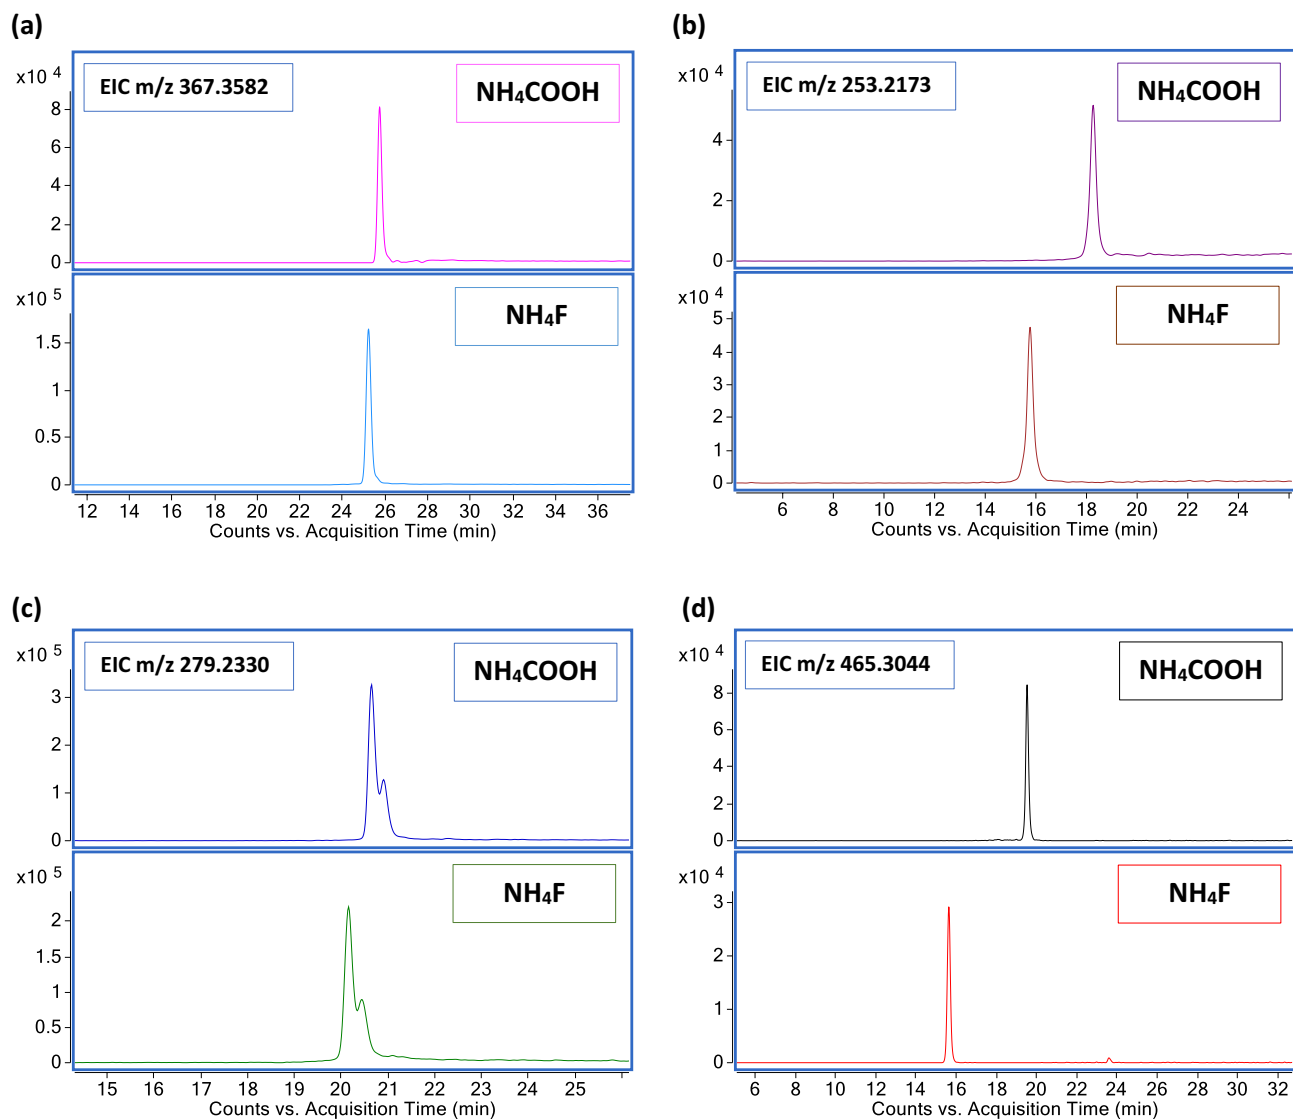 (a)
x10 4
EIC m/z 367.3582
NH₄COOH
8
6
4
2
0
x10 5
NH₄F
1.5
1
0.5
0
12 14 16 18 20 22 24 26 28 30 32 34 36
Counts vs. Acquisition Time (min)
(b)
x10 4
EIC m/z 253.2173
NH₄COOH
4
2
0
x10 4
NH₄F
5
4
3
2
1
0
6 8 10 12 14 16 18 20 22 24
Counts vs. Acquisition Time (min)
(c)
x10 5
EIC m/z 279.2330
NH₄COOH
3
2
1
0
x10 5
NH₄F
2
1.5
1
0.5
0
15 16 17 18 19 20 21 22 23 24 25
Counts vs. Acquisition Time (min)
(d)
x10 4
EIC m/z 465.3044
NH₄COOH
8
6
4
2
0
x10 4
NH₄F
3
2
1
0
6 8 10 12 14 16 18 20 22 24 26 28 30 32
Counts vs. Acquisition Time (min)